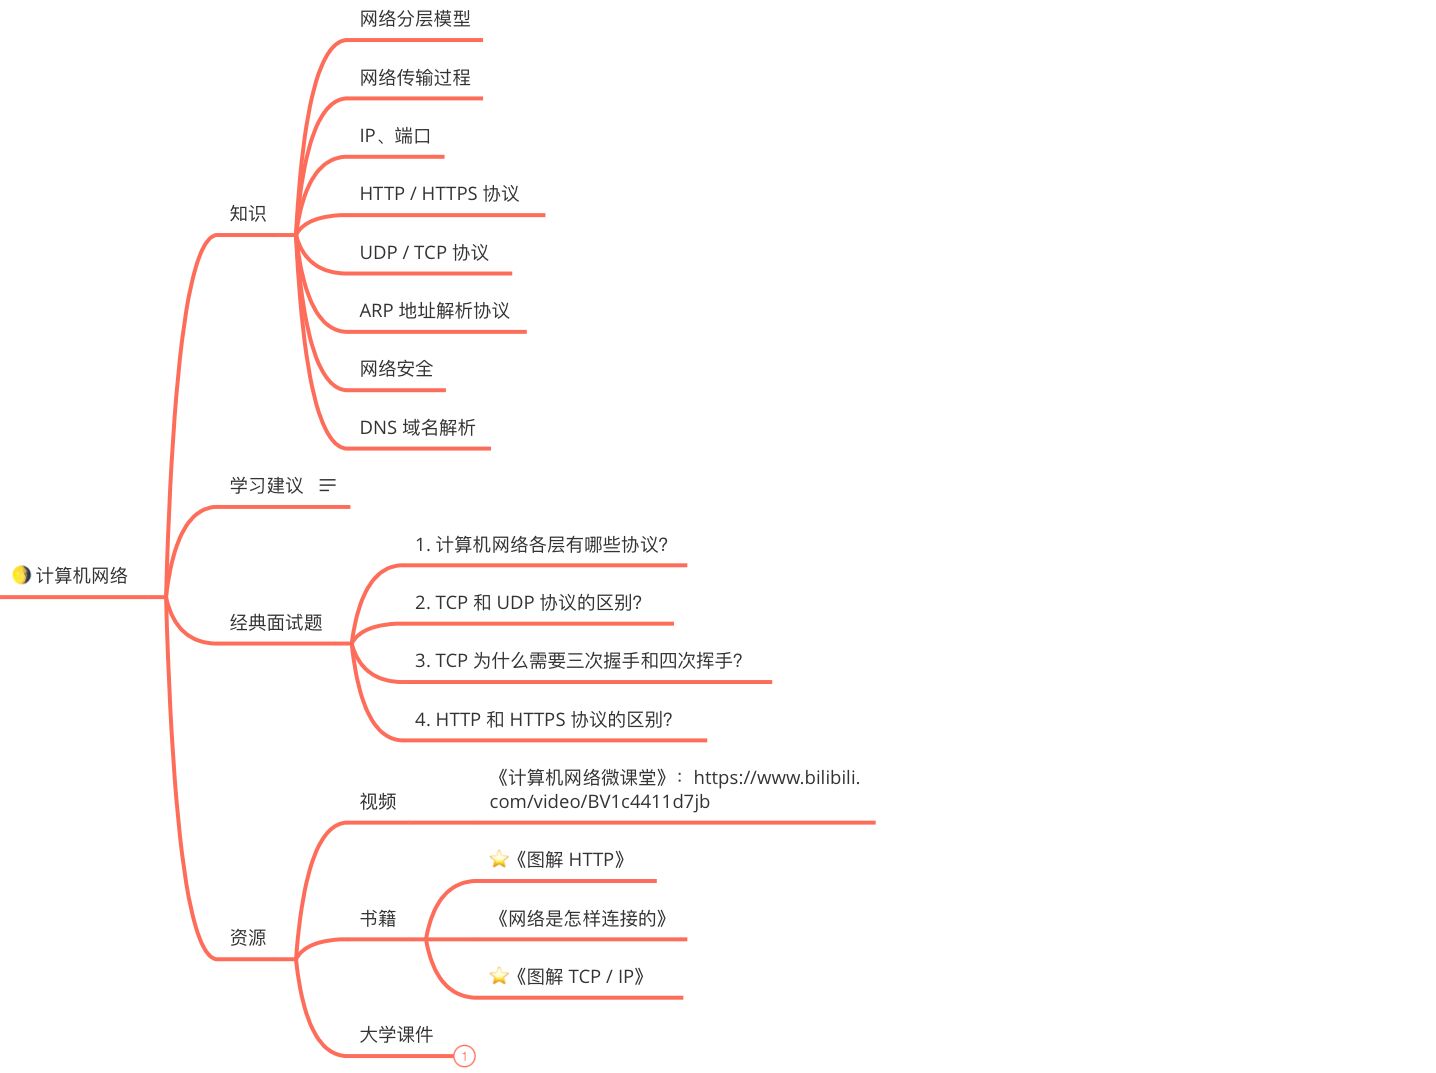 网络分层模型
网络传输过程
IP、端口
HTTP / HTTPS 协议
知识
UDP / TCP 协议
ARP 地址解析协议
网络安全
DNS 域名解析
学习建议
1. 计算机网络各层有哪些协议?
🌖 计算机网络
2. TCP 和 UDP 协议的区别?
经典面试题
3. TCP 为什么需要三次握手和四次挥手?
4. HTTP 和 HTTPS 协议的区别?
《计算机网络微课堂》：https://www.bilibili.
com/video/BV1c4411d7jb
视频
⭐《图解 HTTP》
书籍
《网络是怎样连接的》
资源
⭐《图解 TCP / IP》
大学课件
1